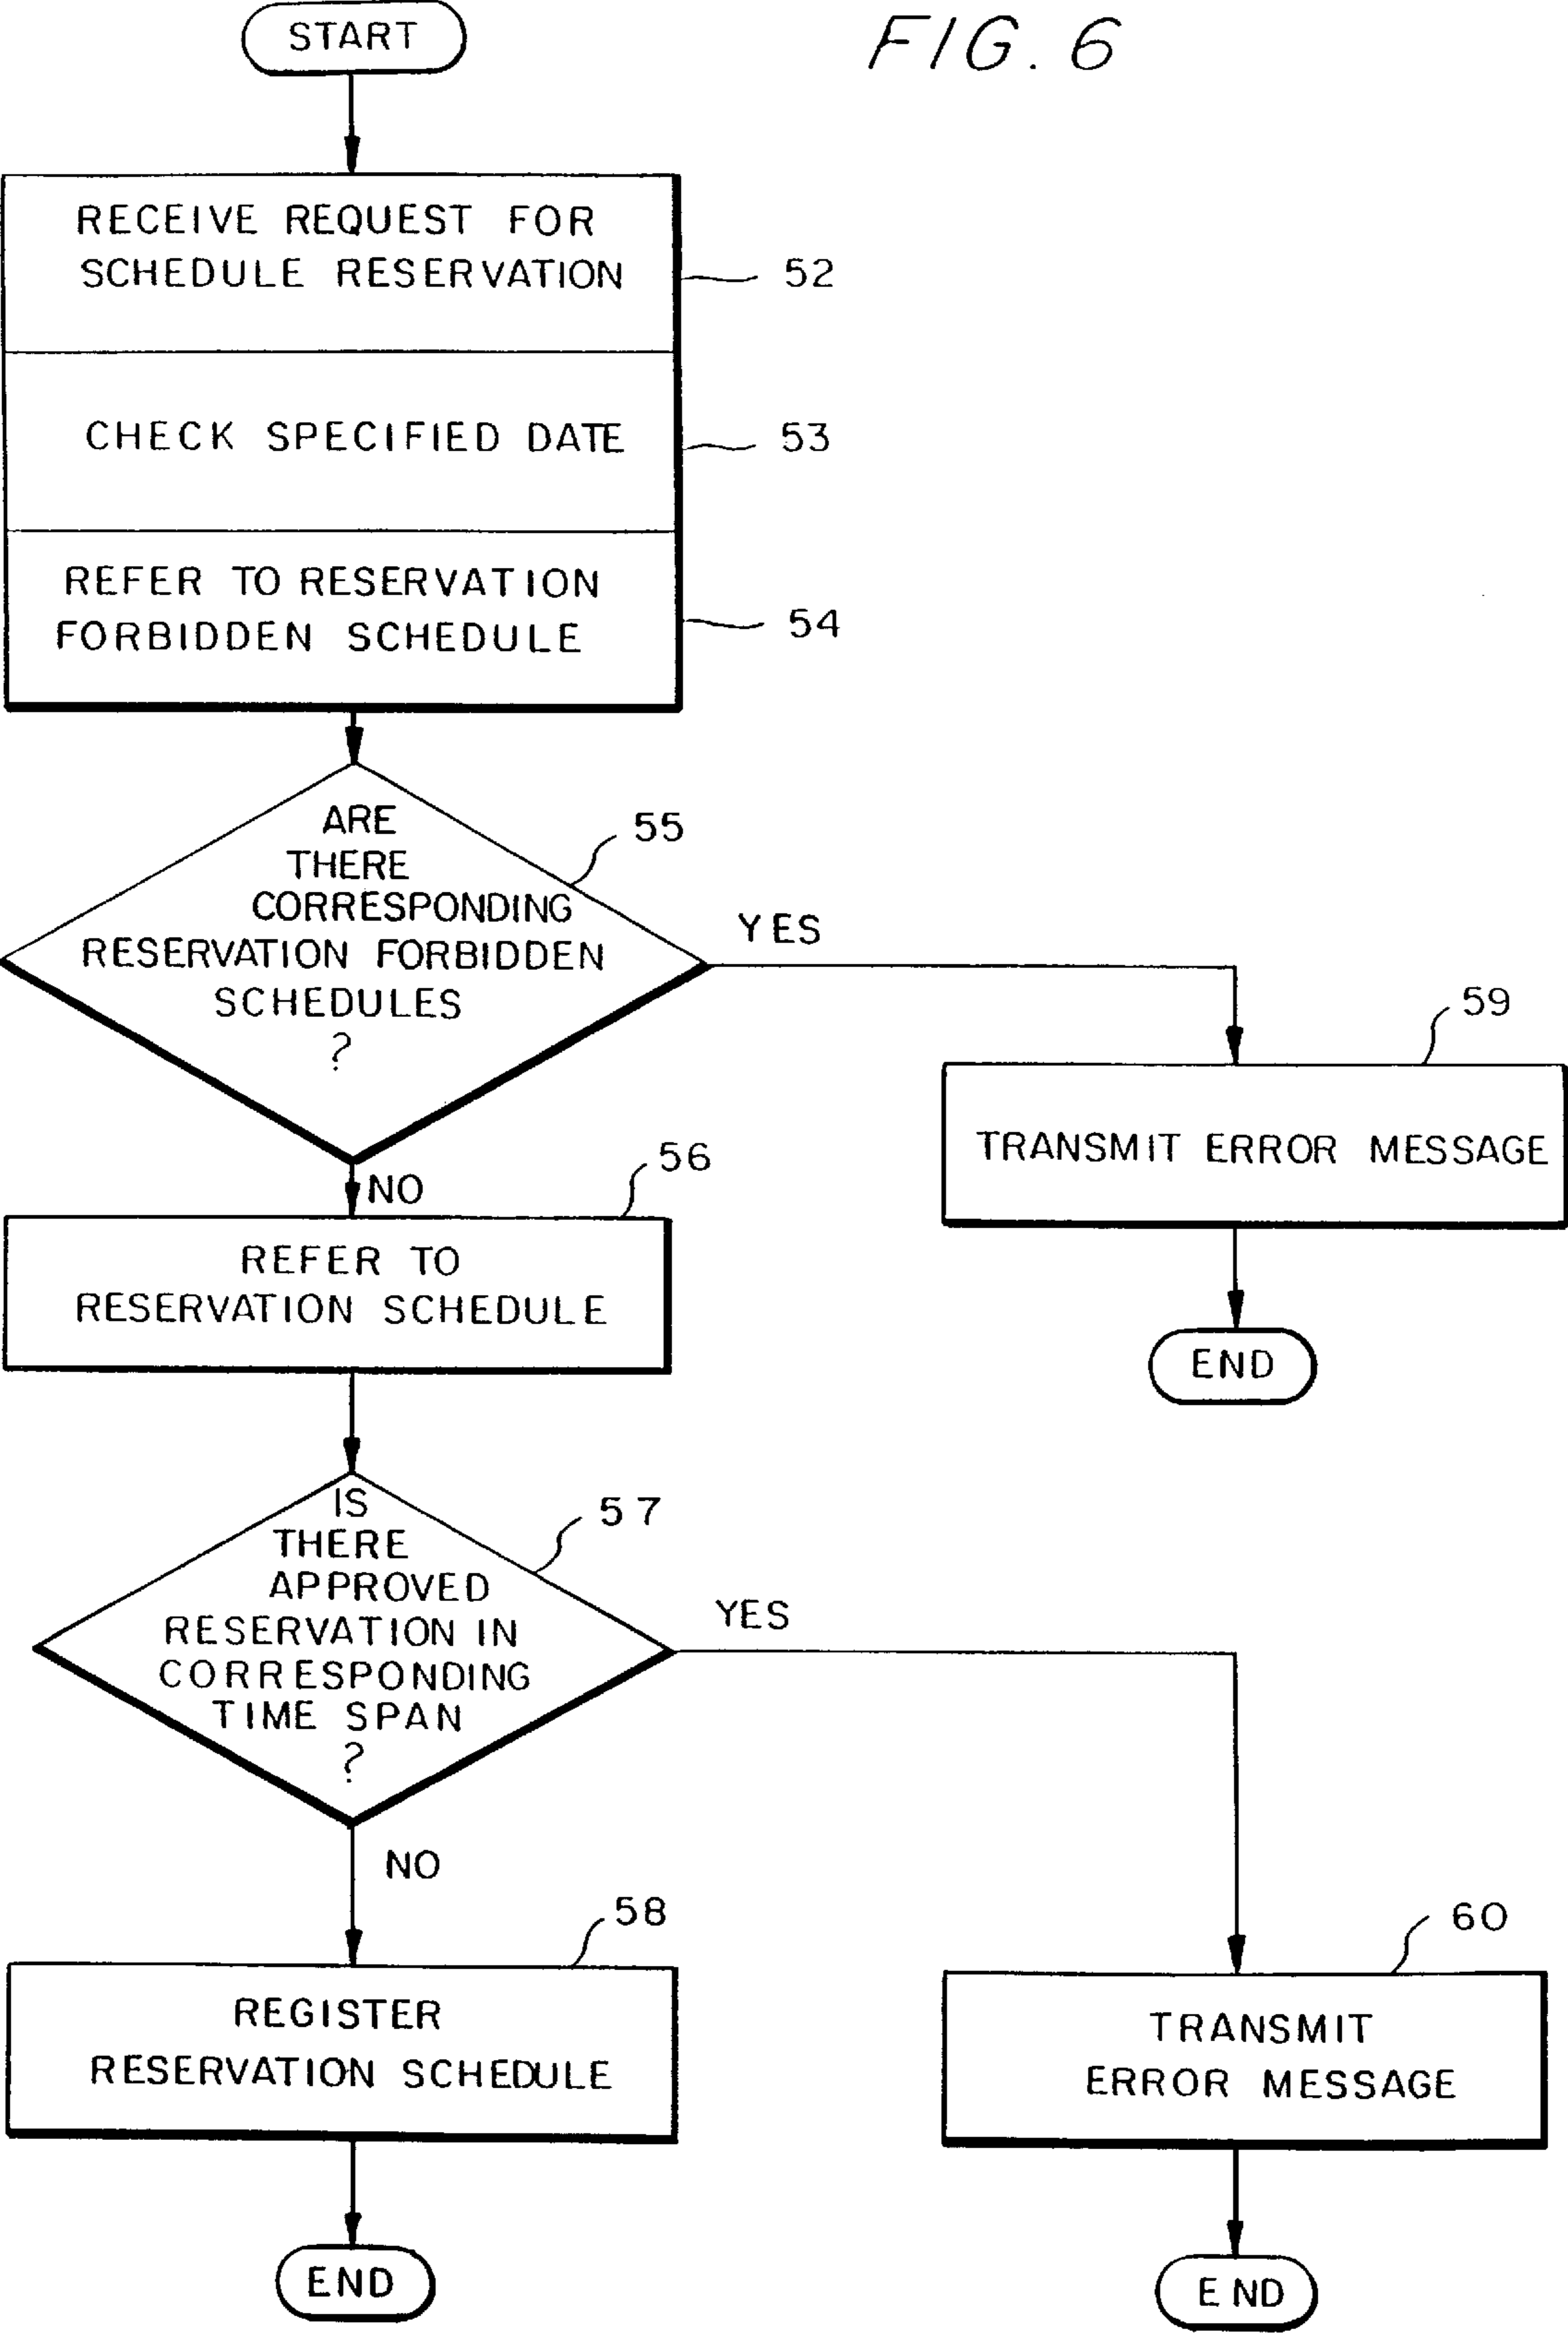 START
FIG. 6
RECEIVE REQUEST FOR
SCHEDULE RESERVATION
52
CHECK SPECIFIED DATE
53
REFER TO RESERVATION
FORBIDDEN SCHEDULE
54
ARE
THERE
CORRESPONDING
RESERVATION FORBIDDEN
SCHEDULES
?
55
YES
59
TRANSMIT ERROR MESSAGE
END
NO
56
REFER TO
RESERVATION SCHEDULE
IS
THERE
APPROVED
RESERVATION IN
CORRESPONDING
TIME SPAN
?
57
YES
NO
58
REGISTER
RESERVATION SCHEDULE
END
60
TRANSMIT
ERROR MESSAGE
END